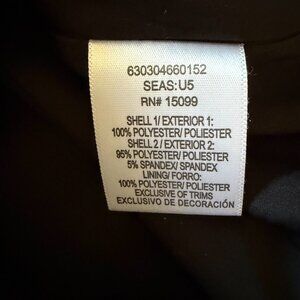 630304660152
SEAS: U5
RN# 15099
SHELL 1/ EXTERIOR 1:
100% POLYESTER/ POLIESTER
SHELL 2 / EXTERIOR 2:
95% POLYESTER/ POLIESTER
5% SPANDEX/ SPANDEX
LINING/ FORRO:
100% POLYESTER/ POLIESTER
EXCLUSIVE OF TRIMS
EXCLUSIVO DE DECORACIÓN